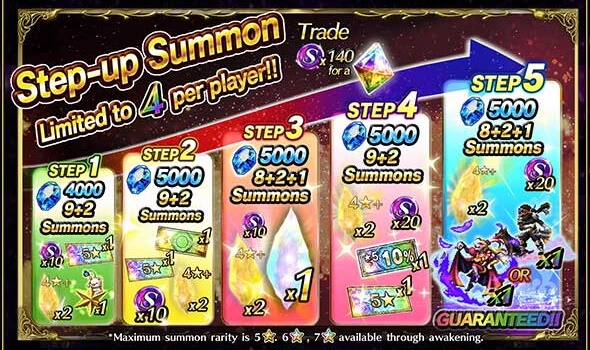 Step-up Summon
Limited to 4 per player!!
Trade
S x140
for a
STEP 1
4000
9+2
Summons
S x10
5☆ x1
4☆+
x2
x1
STEP 2
5000
9+2
Summons
x1
5☆ x1
4☆+
S x10
x2
STEP 3
5000
8+2+1
Summons
S x10
4☆+
x2
x1
STEP 4
5000
9+2
Summons
4☆+
x2
S x20
+5 10%
x1
STEP 5
5000
8+2+1
Summons
4☆+
x2
S x20
x1
OR
x1
GUARANTEED!!
*Maximum summon rarity is 5☆. 6☆, 7☆ available through awakening.